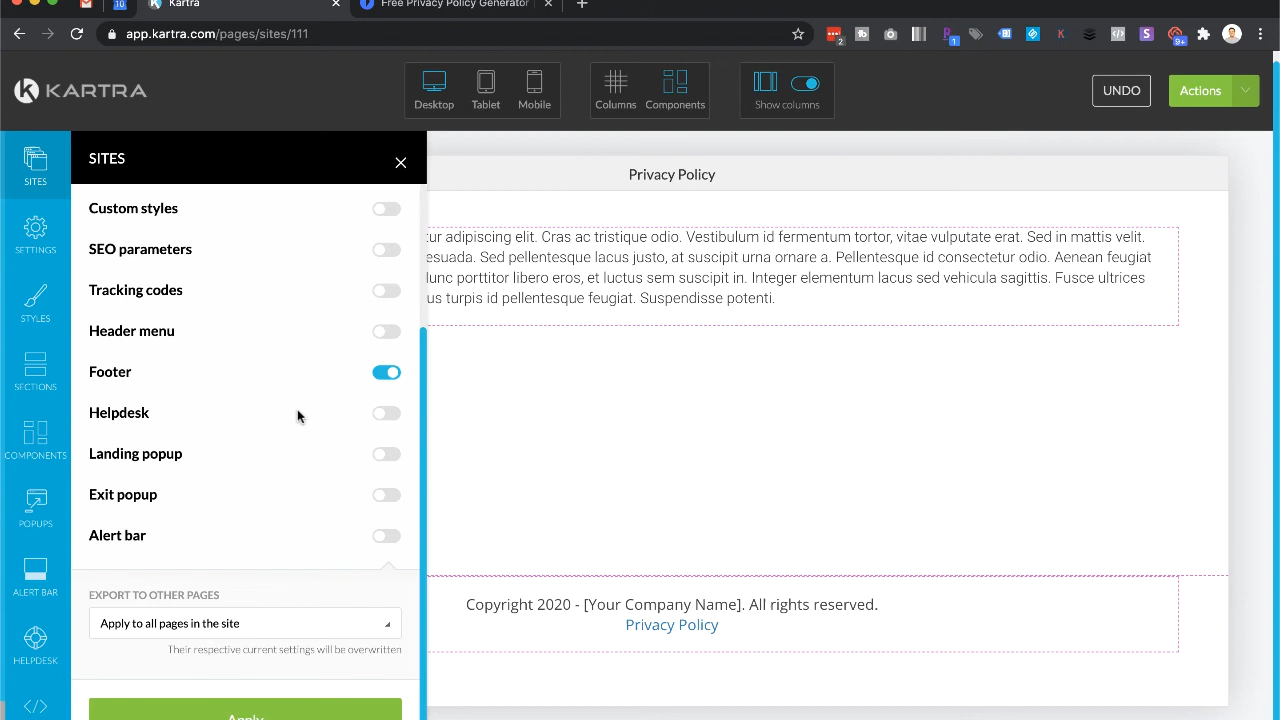 10
Kartra
Free Privacy Policy Generator
app.kartra.com/pages/sites/111
2
1
9+
KARTRA
Desktop
Tablet
Mobile
Columns
Components
Show columns
UNDO
Actions
SITES
SETTINGS
STYLES
SECTIONS
COMPONENTS
POPUPS
ALERT BAR
HELPDESK
SITES
Custom styles
SEO parameters
Tracking codes
Header menu
Footer
Helpdesk
Landing popup
Exit popup
Alert bar
EXPORT TO OTHER PAGES
Apply to all pages in the site
Their respective current settings will be overwritten
Apply
Privacy Policy
tur adipiscing elit. Cras ac tristique odio. Vestibulum id fermentum tortor, vitae vulputate erat. Sed in mattis velit.
esuada. Sed pellentesque lacus justo, at suscipit urna ornare a. Pellentesque id consectetur odio. Aenean feugiat
unc porttitor libero eros, et luctus sem suscipit in. Integer elementum lacus sed vehicula sagittis. Fusce ultrices
us turpis id pellentesque feugiat. Suspendisse potenti.
Copyright 2020 - [Your Company Name]. All rights reserved.
Privacy Policy